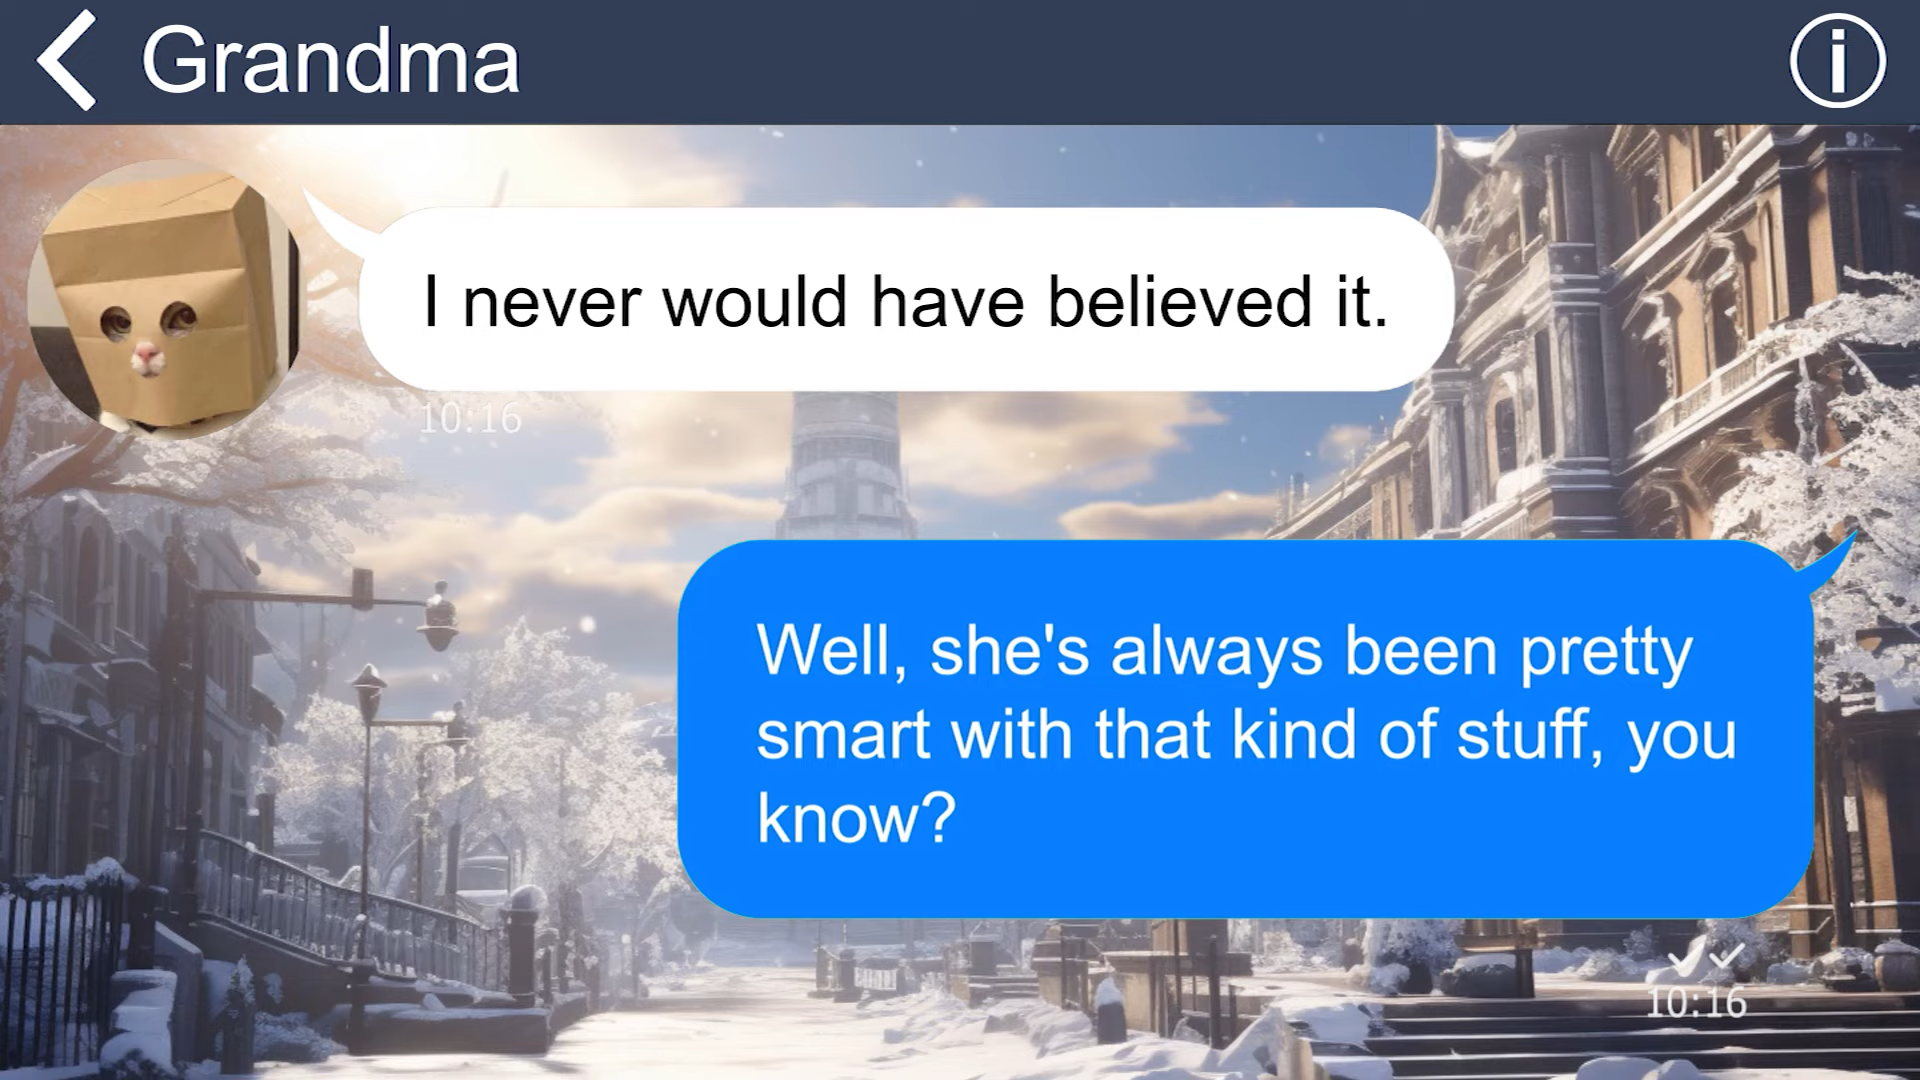 Grandma
I never would have believed it.
10:16
Well, she's always been pretty
smart with that kind of stuff, you
know?
10:16